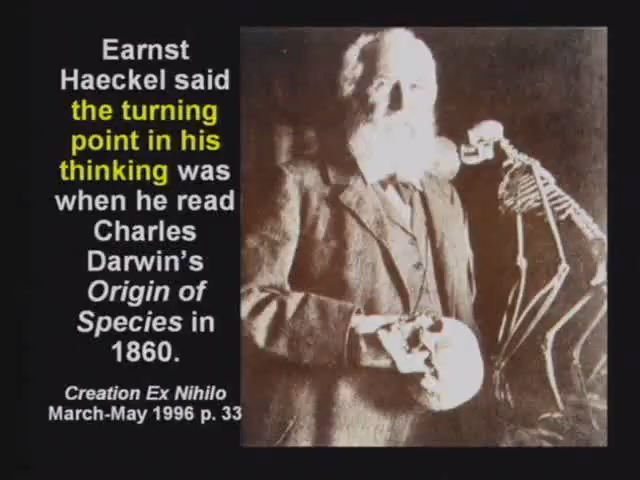 Earnst
Haeckel said
the turning
point in his
thinking was
when he read
Charles
Darwin's
Origin of
Species in
1860.
Creation Ex Nihilo
March-May 1996 p. 33